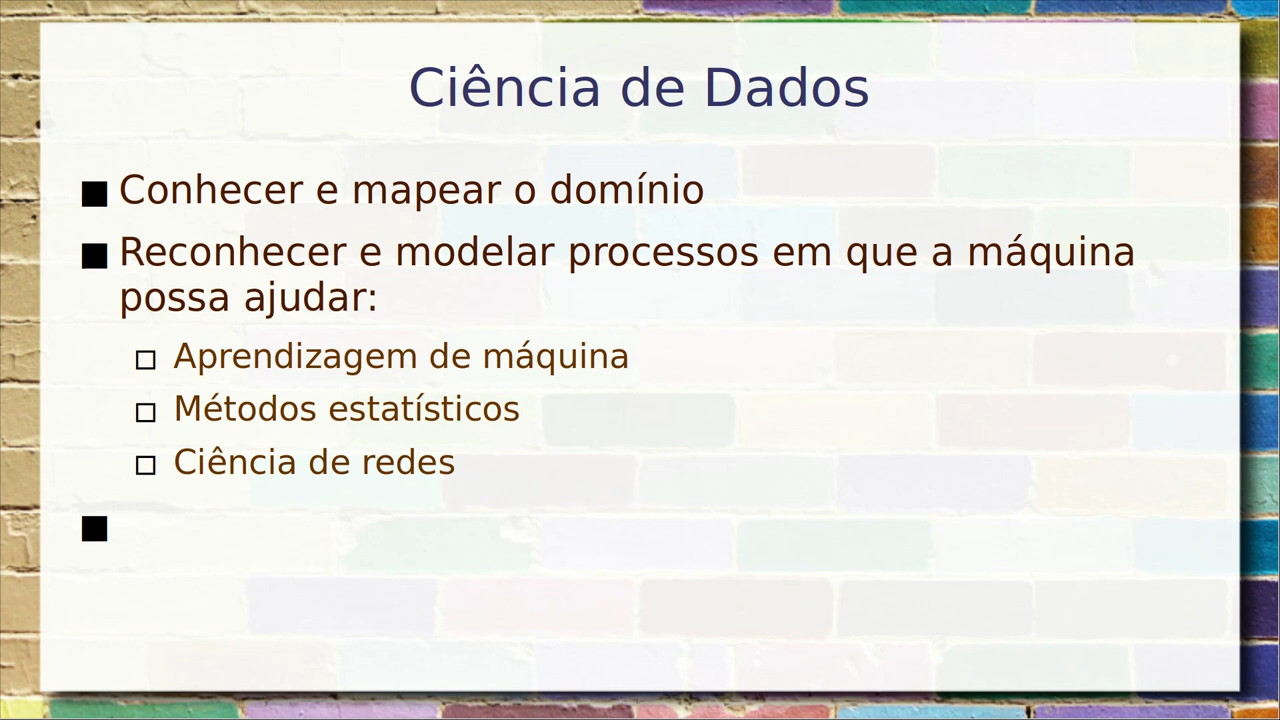 Ciência de Dados
■ Conhecer e mapear o domínio
■ Reconhecer e modelar processos em que a máquina
possa ajudar:
□ Aprendizagem de máquina
□ Métodos estatísticos
□ Ciência de redes
■